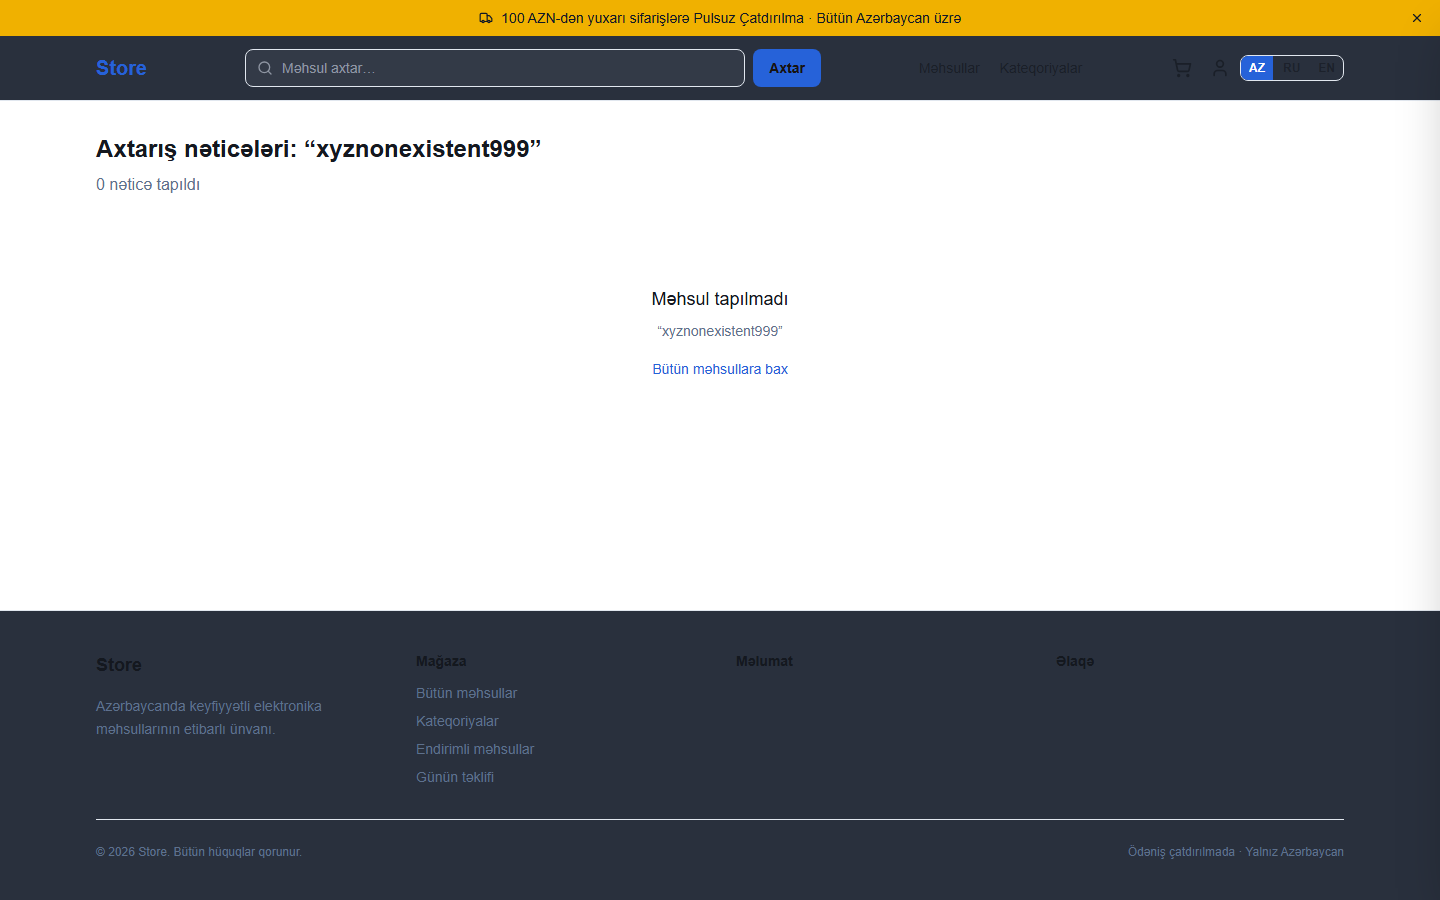 100 AZN-dən yuxarı sifarişlərə Pulsuz Çatdırılma · Bütün Azərbaycan üzrə
Store
Məhsul axtar...
Axtar
Məhsullar
Kateqoriyalar
AZ
RU
EN
Axtarış nəticələri: “xyznonexistent999”
0 nəticə tapıldı
Məhsul tapılmadı
“xyznonexistent999”
Bütün məhsullara bax
Store
Azərbaycanda keyfiyyətli elektronika
məhsullarının etibarlı ünvanı.
Mağaza
Bütün məhsullar
Kateqoriyalar
Endirimli məhsullar
Günün təklifi
Məlumat
Əlaqə
© 2026 Store. Bütün hüquqlar qorunur.
Ödəniş çatdırılmada · Yalnız Azərbaycan